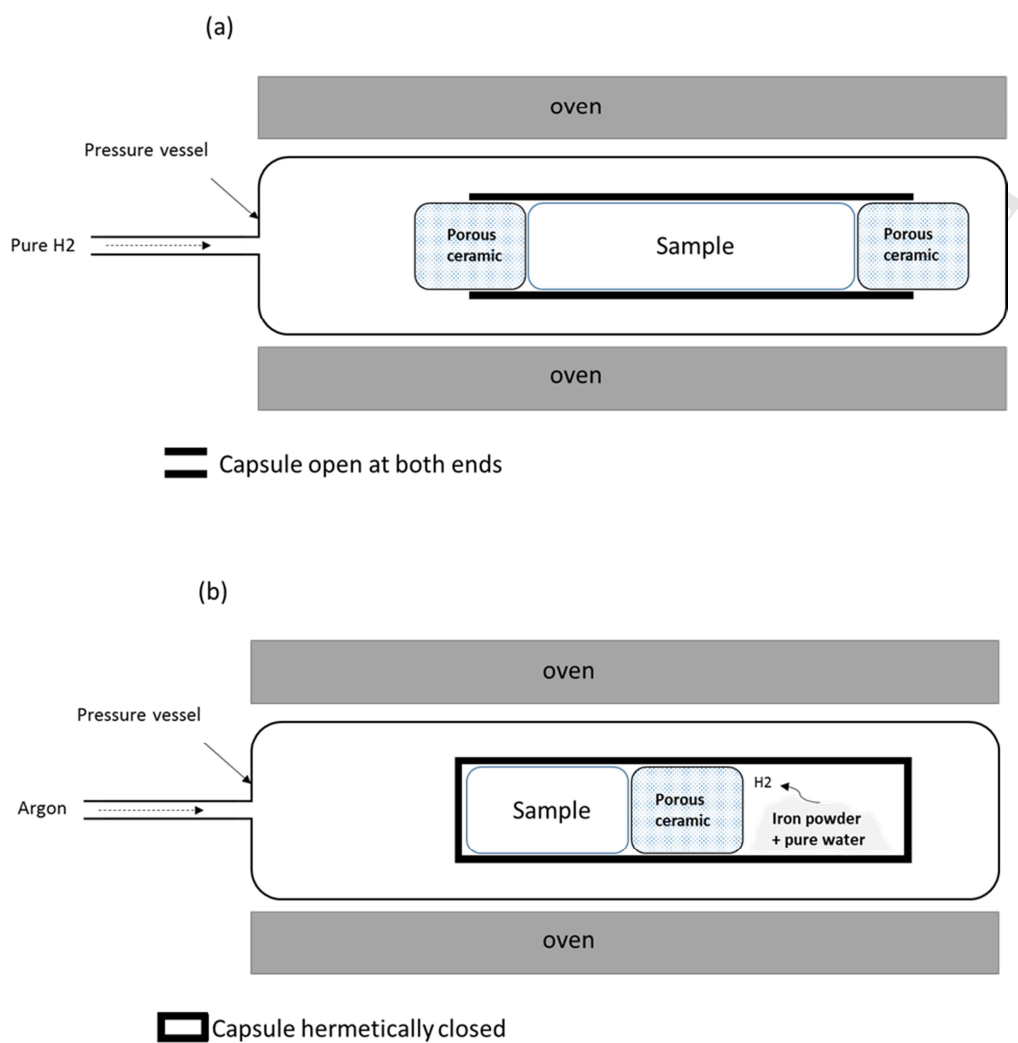 (a)
oven
Pressure vessel
Pure H2
Porous
ceramic
Sample
Porous
ceramic
oven
Capsule open at both ends
(b)
oven
Pressure vessel
Argon
Sample
Porous
ceramic
H2
Iron powder
+ pure water
oven
Capsule hermetically closed